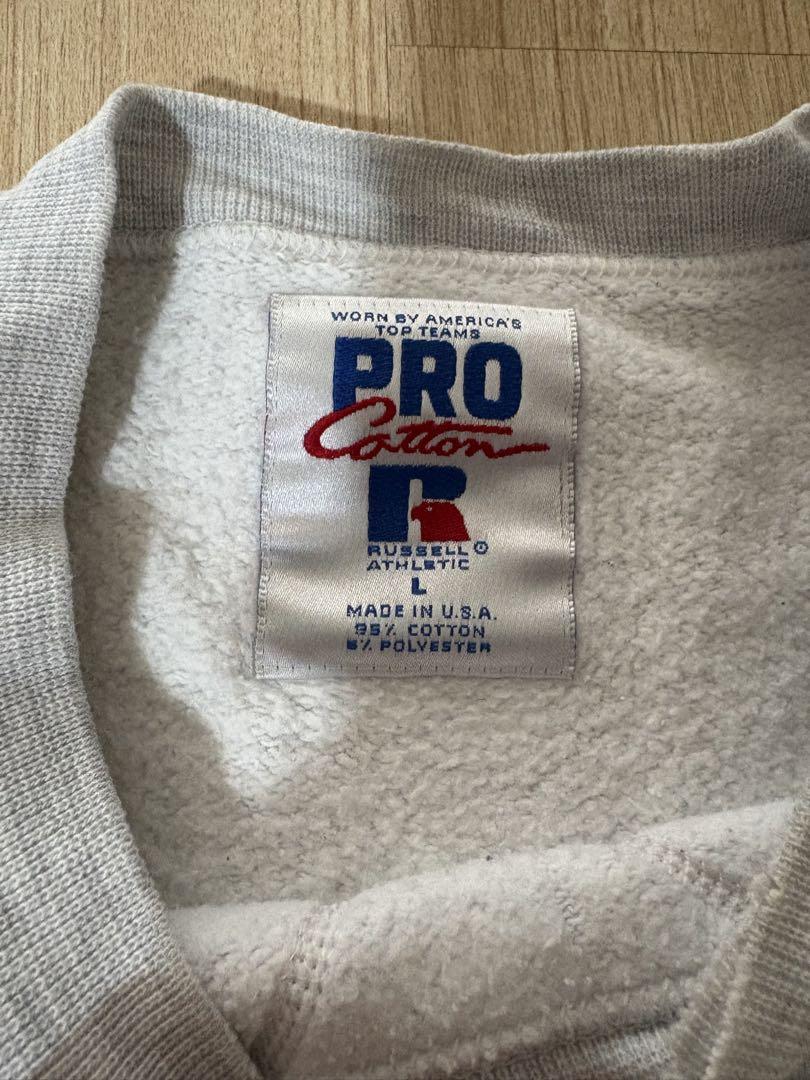 WORN BY AMERICA'S
TOP TEAMS
PRO
Cotton
R
RUSSELL ®
ATHLETIC
L
MADE IN U.S.A.
95% COTTON
5% POLYESTER